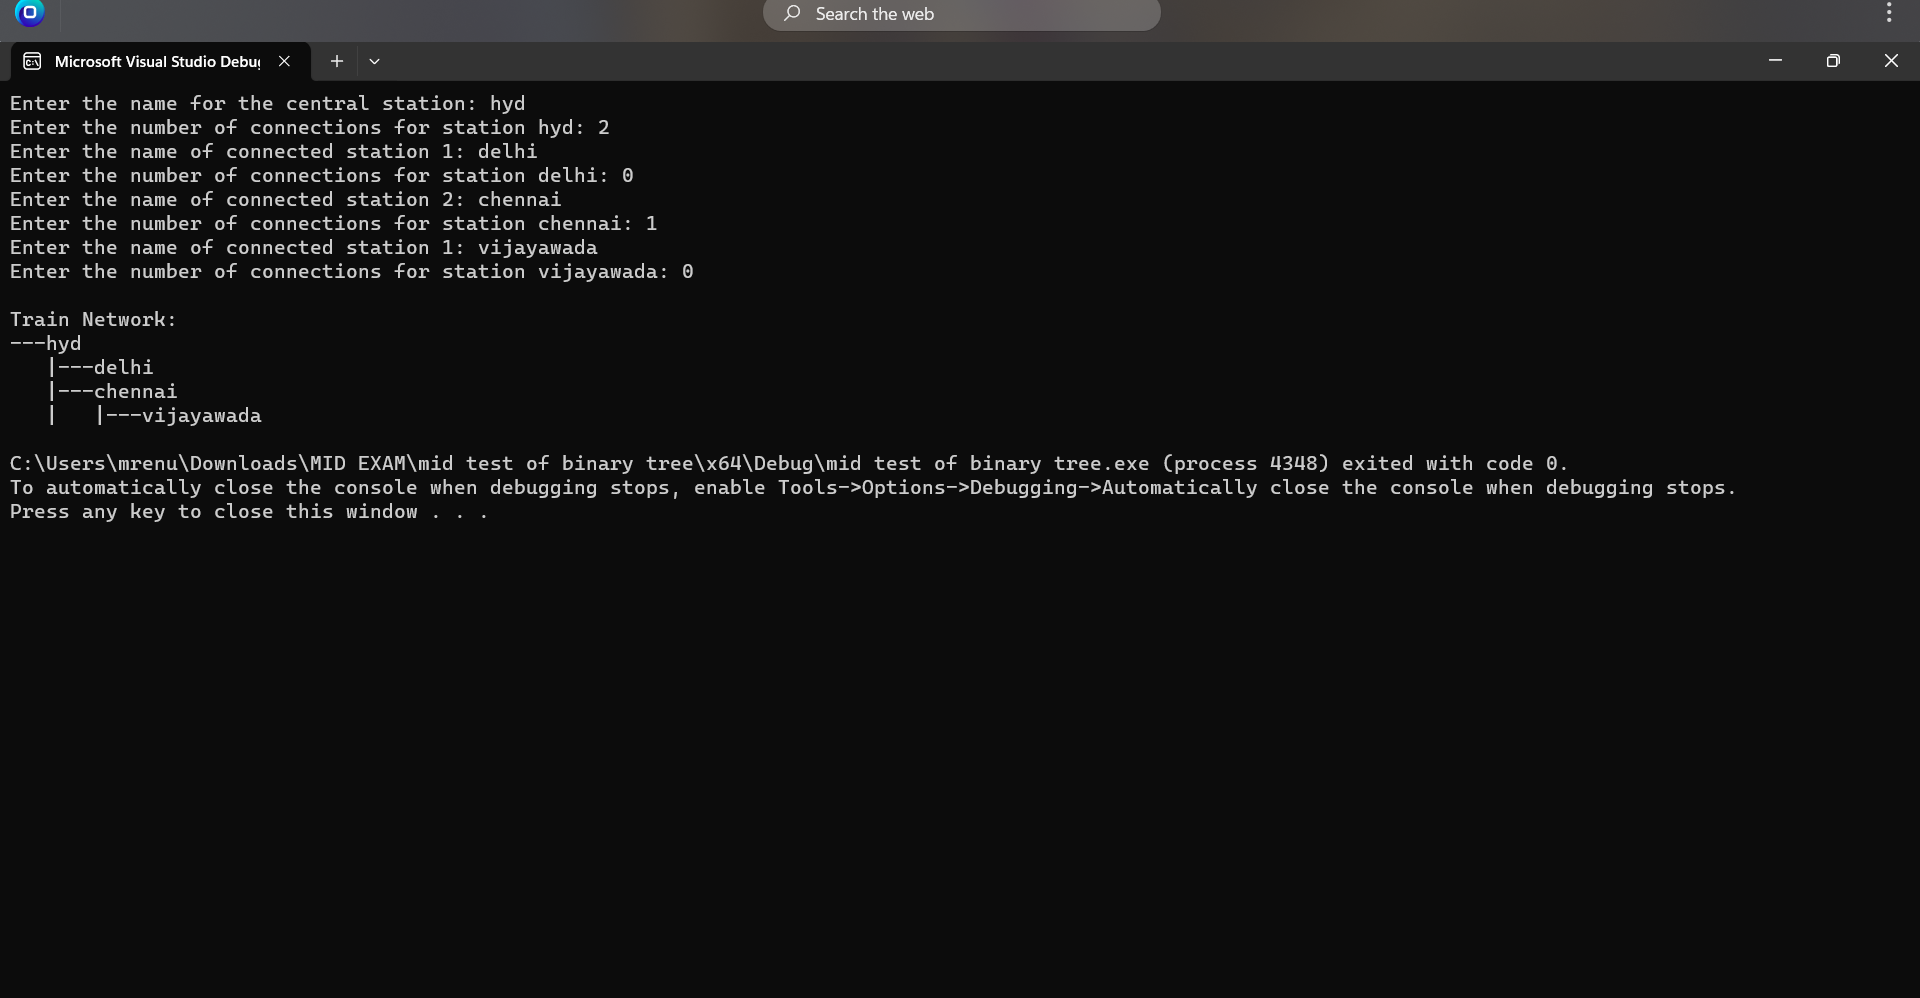 Search the web
Microsoft Visual Studio Debu
Enter the name for the central station: hyd
Enter the number of connections for station hyd: 2
Enter the name of connected station 1: delhi
Enter the number of connections for station delhi: 0
Enter the name of connected station 2: chennai
Enter the number of connections for station chennai: 1
Enter the name of connected station 1: vijayawada
Enter the number of connections for station vijayawada: 0
Train Network:
---hyd
    |---delhi
    |---chennai
    |   |---vijayawada
C:\Users\mrenu\Downloads\MID EXAM\mid test of binary tree\x64\Debug\mid test of binary tree.exe (process 4348) exited with code 0.
To automatically close the console when debugging stops, enable Tools->Options->Debugging->Automatically close the console when debugging stops.
Press any key to close this window . . .